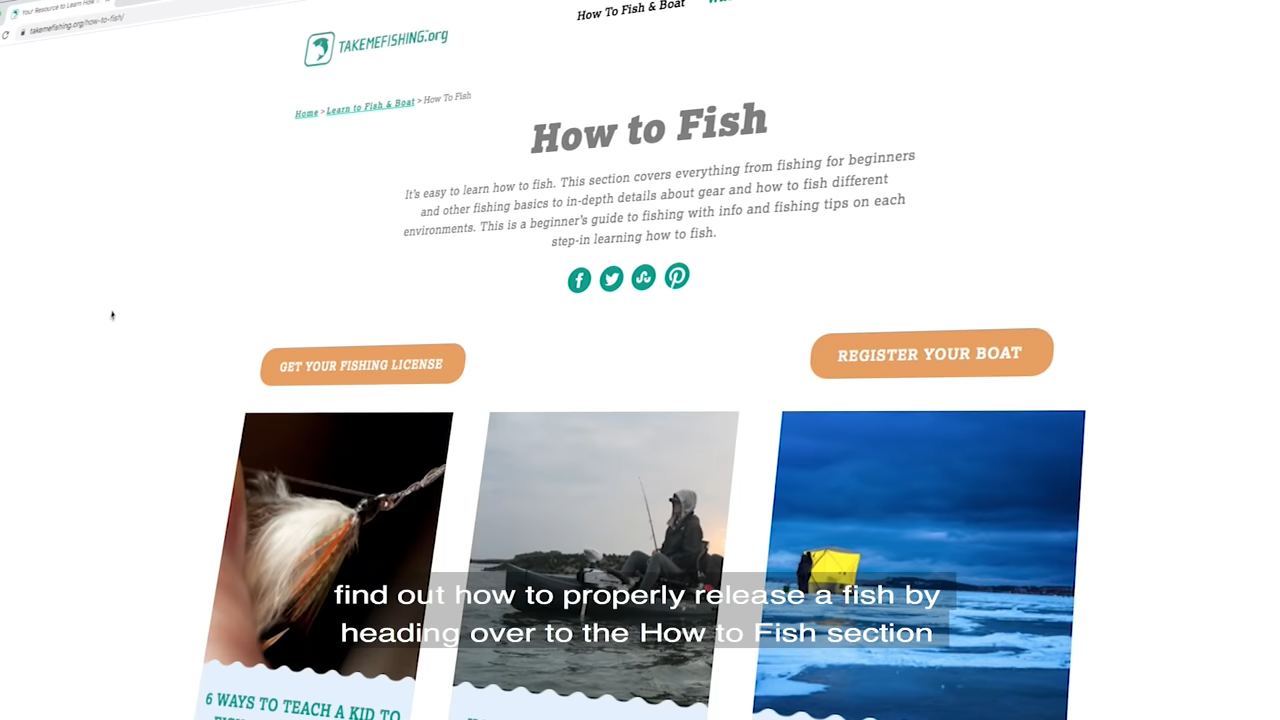 Your Resource to Learn How
takemefishing.org/how-to-fish/
How To Fish & Boat
TAKEMEFISHING.org
Home > Learn to Fish & Boat > How To Fish
How to Fish
It's easy to learn how to fish. This section covers everything from fishing for beginners
and other fishing basics to in-depth details about gear and how to fish different
environments. This is a beginner's guide to fishing with info and fishing tips on each
step-in learning how to fish.
GET YOUR FISHING LICENSE
REGISTER YOUR BOAT
find out how to properly release a fish by
heading over to the How to Fish section
6 WAYS TO TEACH A KID TO